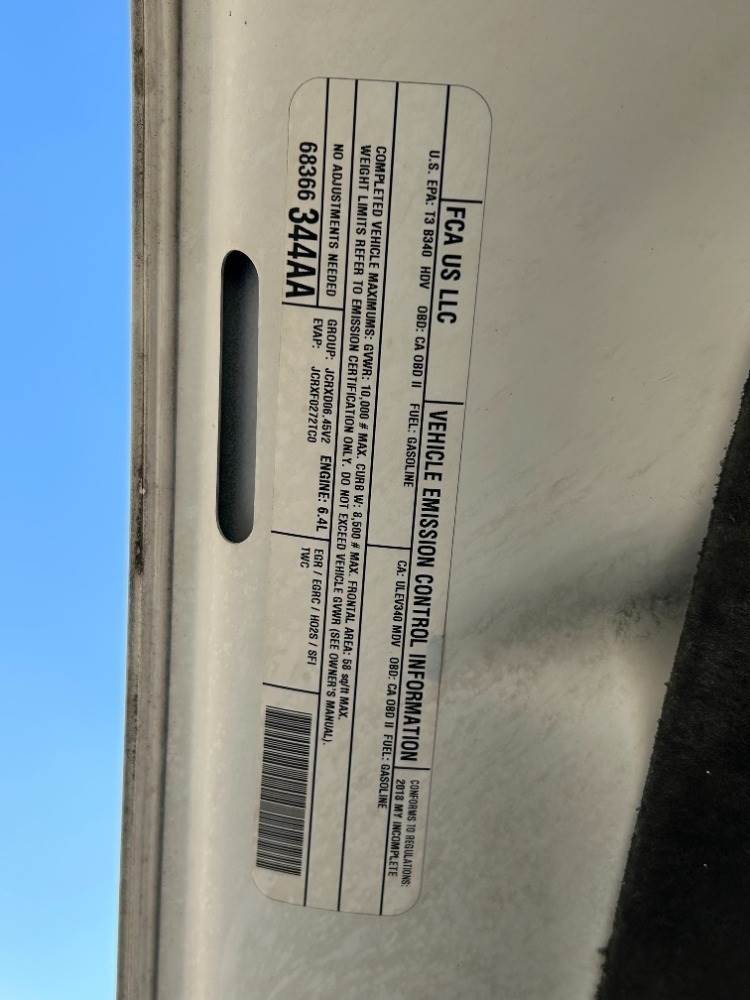 FCA US LLC
VEHICLE EMISSION CONTROL INFORMATION
CONFORMS TO REGULATIONS:
2018 MY INCOMPLETE
U.S. EPA: T3 B340 HDV OBD: CA OBD II FUEL: GASOLINE
CA: ULEV340 MDV OBD: CA OBD II FUEL: GASOLINE
COMPLETED VEHICLE MAXIMUMS: GVWR: 10,000 # MAX. CURB W: 8,500 # MAX. FRONTAL AREA: 68 sq/ft MAX.
WEIGHT LIMITS REFER TO EMISSION CERTIFICATION ONLY. DO NOT EXCEED VEHICLE GVWR (SEE OWNER'S MANUAL).
NO ADJUSTMENTS NEEDED
68366344AA
GROUP: JCRXD06.45V2 ENGINE: 6.4L
EVAP: JCRXF0272TC0
EGR / EGRC / HO2S / SFI
TWC